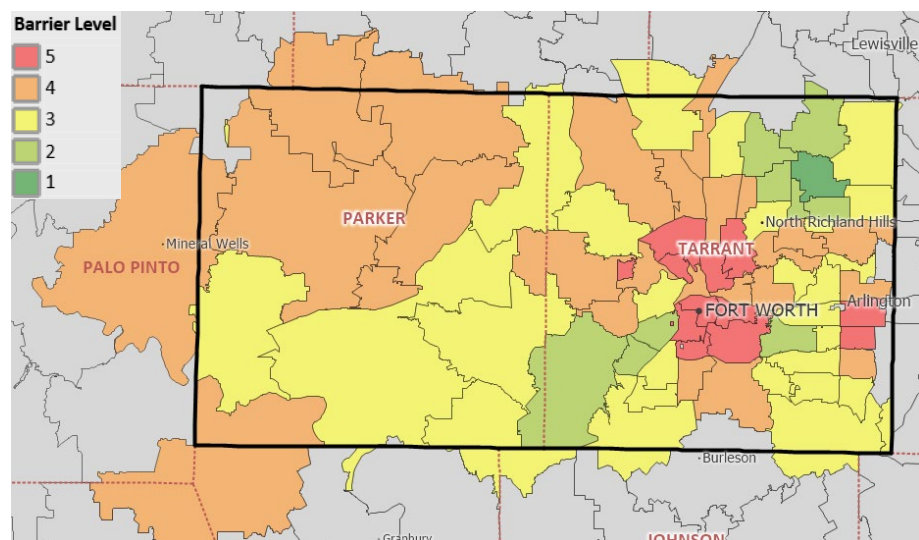 Barrier Level
5
4
3
2
1
Lewisville
PARKER
North Richland Hills
Mineral Wells
TARRANT
PALO PINTO
FORT WORTH
Arlington
Burleson
Granbury
JOHNSON